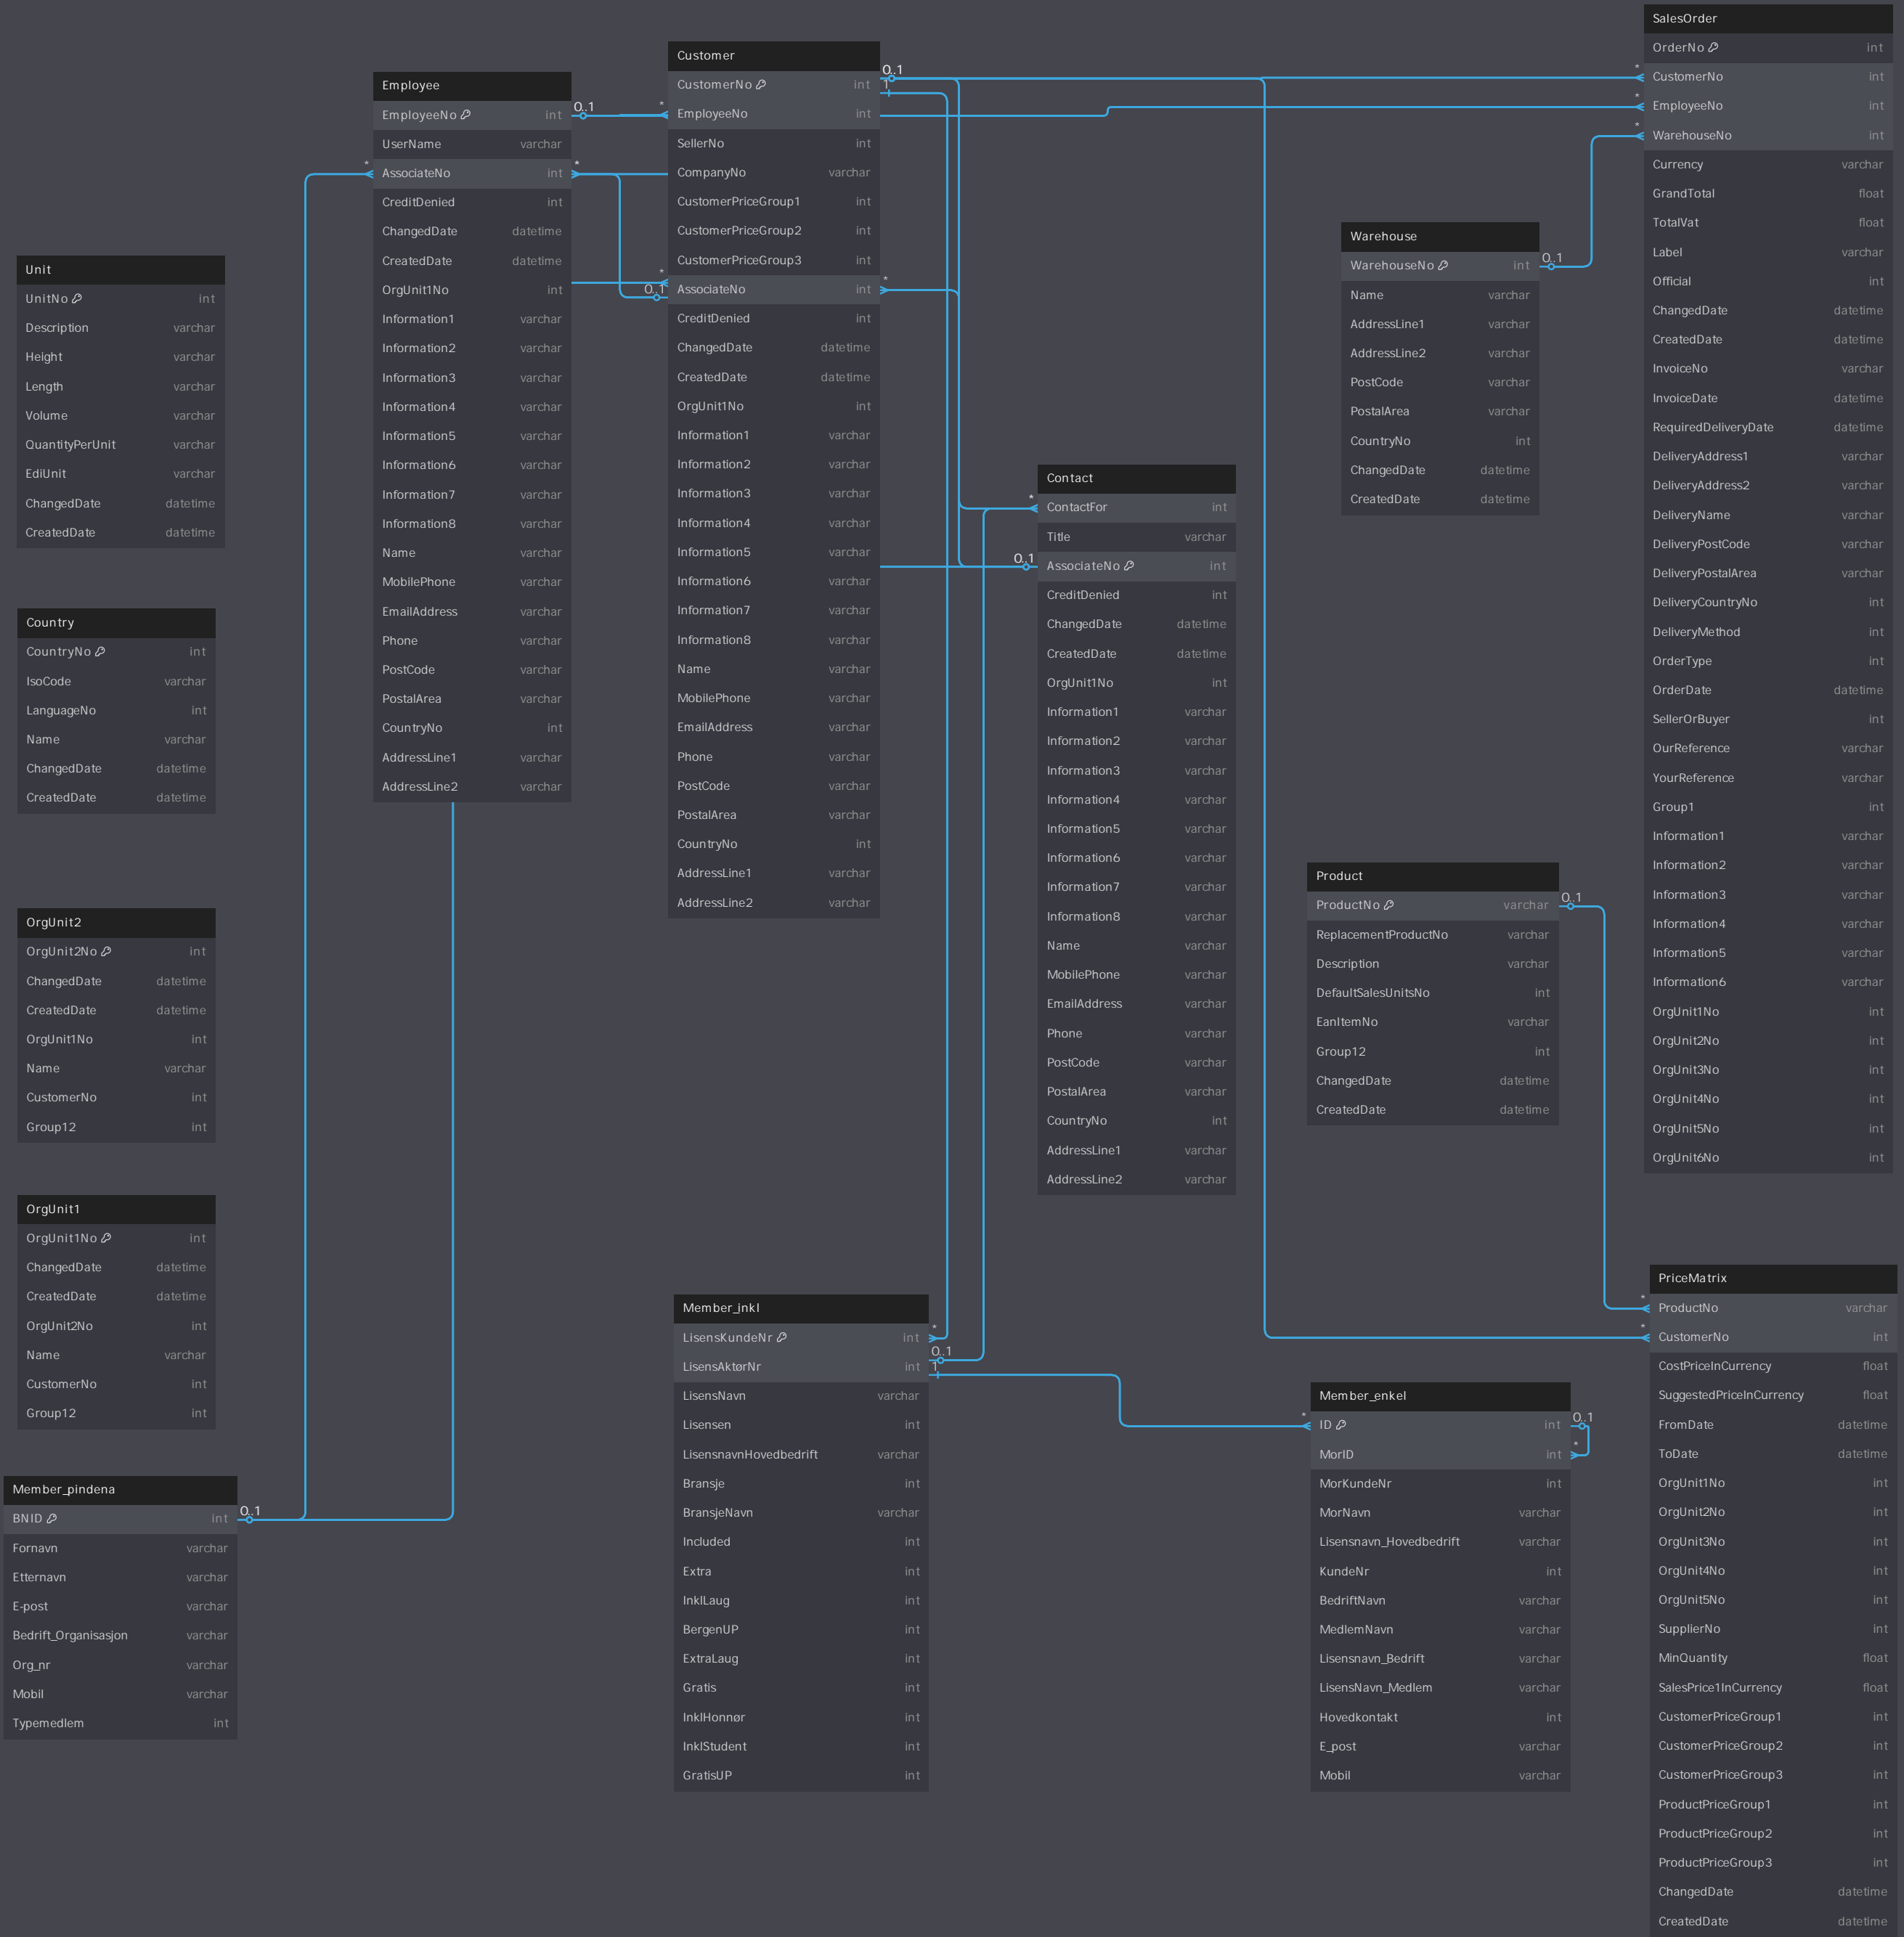 SalesOrder
OrderNo int
CustomerNo int
EmployeeNo int
WarehouseNo int
Currency varchar
GrandTotal float
TotalVat float
Label varchar
Official int
ChangedDate datetime
CreatedDate datetime
InvoiceNo varchar
InvoiceDate datetime
RequiredDeliveryDate datetime
DeliveryAddress1 varchar
DeliveryAddress2 varchar
DeliveryName varchar
DeliveryPostCode varchar
DeliveryPostalArea varchar
DeliveryCountryNo int
DeliveryMethod int
OrderType int
OrderDate datetime
SellerOrBuyer int
OurReference varchar
YourReference varchar
Group1 int
Information1 varchar
Information2 varchar
Information3 varchar
Information4 varchar
Information5 varchar
Information6 varchar
OrgUnit1No int
OrgUnit2No int
OrgUnit3No int
OrgUnit4No int
OrgUnit5No int
OrgUnit6No int
Customer
CustomerNo int
EmployeeNo int
SellerNo int
CompanyNo varchar
CustomerPriceGroup1 int
CustomerPriceGroup2 int
CustomerPriceGroup3 int
AssociateNo int
CreditDenied int
ChangedDate datetime
CreatedDate datetime
OrgUnit1No int
Information1 varchar
Information2 varchar
Information3 varchar
Information4 varchar
Information5 varchar
Information6 varchar
Information7 varchar
Information8 varchar
Name varchar
MobilePhone varchar
EmailAddress varchar
Phone varchar
PostCode varchar
PostalArea varchar
CountryNo int
AddressLine1 varchar
AddressLine2 varchar
Employee
EmployeeNo int
UserName varchar
AssociateNo int
CreditDenied int
ChangedDate datetime
CreatedDate datetime
OrgUnit1No int
Information1 varchar
Information2 varchar
Information3 varchar
Information4 varchar
Information5 varchar
Information6 varchar
Information7 varchar
Information8 varchar
Name varchar
MobilePhone varchar
EmailAddress varchar
Phone varchar
PostCode varchar
PostalArea varchar
CountryNo int
AddressLine1 varchar
AddressLine2 varchar
Warehouse
WarehouseNo int
Name varchar
AddressLine1 varchar
AddressLine2 varchar
PostCode varchar
PostalArea varchar
CountryNo int
ChangedDate datetime
CreatedDate datetime
Unit
UnitNo int
Description varchar
Height varchar
Length varchar
Volume varchar
QuantityPerUnit varchar
EdiUnit varchar
ChangedDate datetime
CreatedDate datetime
Contact
ContactFor int
Title varchar
AssociateNo int
CreditDenied int
ChangedDate datetime
CreatedDate datetime
OrgUnit1No int
Information1 varchar
Information2 varchar
Information3 varchar
Information4 varchar
Information5 varchar
Information6 varchar
Information7 varchar
Information8 varchar
Name varchar
MobilePhone varchar
EmailAddress varchar
Phone varchar
PostCode varchar
PostalArea varchar
CountryNo int
AddressLine1 varchar
AddressLine2 varchar
Country
CountryNo int
IsoCode varchar
LanguageNo int
Name varchar
ChangedDate datetime
CreatedDate datetime
Product
ProductNo varchar
ReplacementProductNo varchar
Description varchar
DefaultSalesUnitsNo int
EanItemNo varchar
Group12 int
ChangedDate datetime
CreatedDate datetime
OrgUnit2
OrgUnit2No int
ChangedDate datetime
CreatedDate datetime
OrgUnit1No int
Name varchar
CustomerNo int
Group12 int
OrgUnit1
OrgUnit1No int
ChangedDate datetime
CreatedDate datetime
OrgUnit2No int
Name varchar
CustomerNo int
Group12 int
PriceMatrix
ProductNo varchar
CustomerNo int
CostPriceInCurrency float
SuggestedPriceInCurrency float
FromDate datetime
ToDate datetime
OrgUnit1No int
OrgUnit2No int
OrgUnit3No int
OrgUnit4No int
OrgUnit5No int
SupplierNo int
MinQuantity float
SalesPrice1InCurrency float
CustomerPriceGroup1 int
CustomerPriceGroup2 int
CustomerPriceGroup3 int
ProductPriceGroup1 int
ProductPriceGroup2 int
ProductPriceGroup3 int
ChangedDate datetime
CreatedDate datetime
Member_inkl
LisensKundeNr int
LisensAktørNr int
LisensNavn varchar
Lisensen int
LisensnavnHovedbedrift varchar
Bransje int
BransjeNavn varchar
Included int
Extra int
InklLaug int
BergenUP int
ExtraLaug int
Gratis int
InklHonnør int
InklStudent int
GratisUP int
Member_enkel
ID int
MorID int
MorKundeNr int
MorNavn varchar
Lisensnavn_Hovedbedrift varchar
KundeNr int
BedriftNavn varchar
MedlemNavn varchar
Lisensnavn_Bedrift varchar
LisensNavn_Medlem varchar
Hovedkontakt int
E_post varchar
Mobil varchar
Member_pindena
BNID int
Fornavn varchar
Etternavn varchar
E-post varchar
Bedrift_Organisasjon varchar
Org_nr varchar
Mobil varchar
Typemedlem int
0..1
*
0..1
1
*
*
*
*
*
0..1
*
*
0..1
0..1
*
0..1
0..1
*
*
*
0..1
1
*
0..1
*
0..1